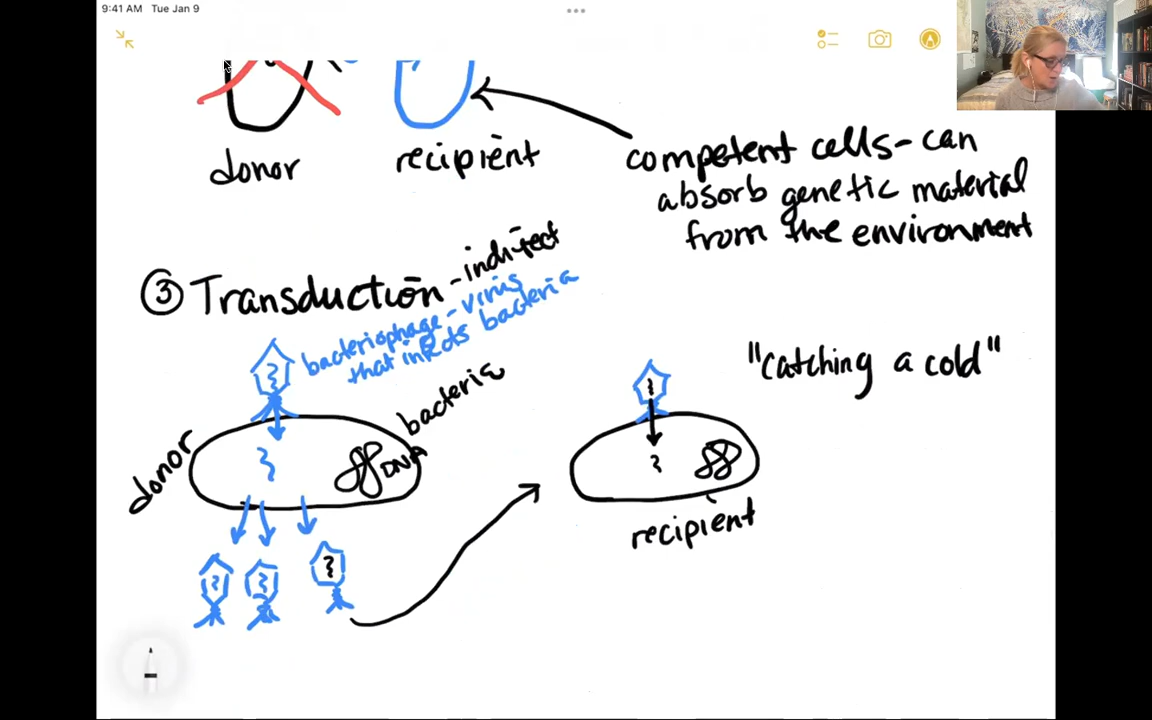 9:41 AM Tue Jan 9
donor
recipient
competent cells - can
absorb genetic material
from the environment
③ Transduction - indirect
bacteriophage - virus
that infects bacteria
"catching a cold"
bacteria
donor
DNA
recipient